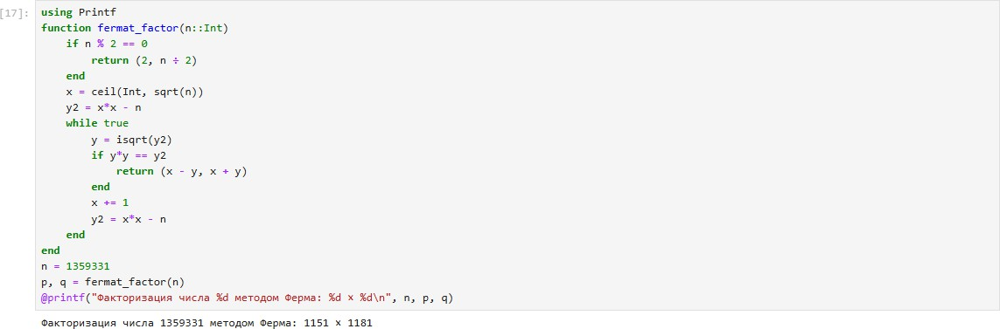 [17]:
using Printf
function fermat_factor(n::Int)
    if n % 2 == 0
        return (2, n ÷ 2)
    end
    x = ceil(Int, sqrt(n))
    y2 = x*x - n
    while true
        y = isqrt(y2)
        if y*y == y2
            return (x - y, x + y)
        end
        x += 1
        y2 = x*x - n
    end
end
n = 1359331
p, q = fermat_factor(n)
@printf("Факторизация числа %d методом Ферма: %d × %d\n", n, p, q)
Факторизация числа 1359331 методом Ферма: 1151 × 1181